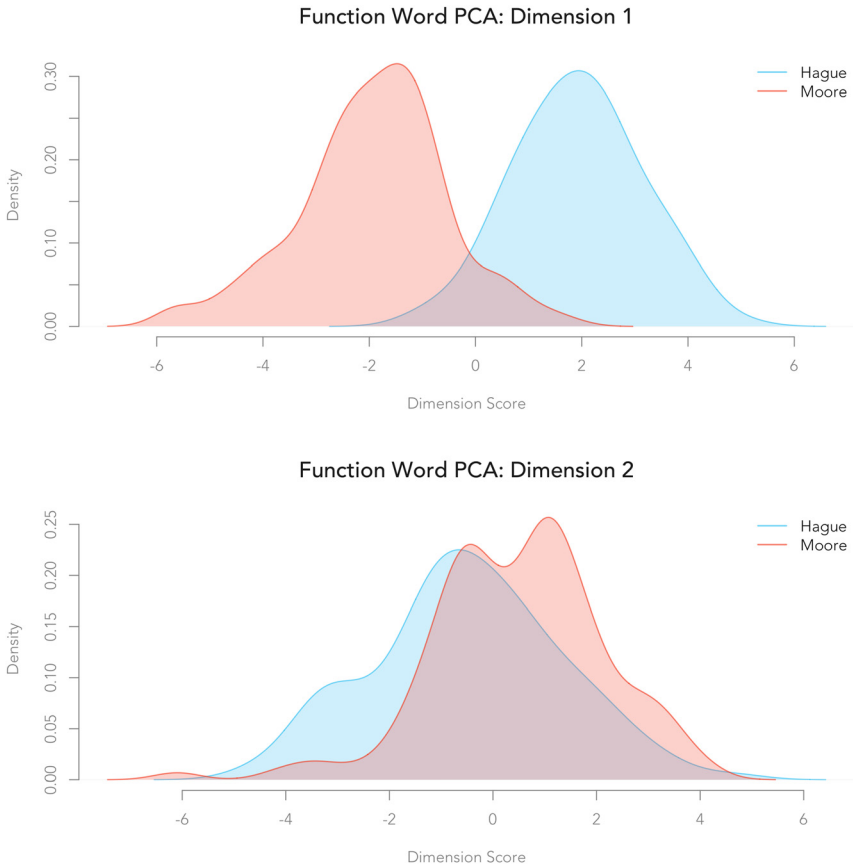 Function Word PCA: Dimension 1
Hague
Moore
Density
0.30
0.20
0.10
0.00
-6 -4 -2 0 2 4 6
Dimension Score
Function Word PCA: Dimension 2
Hague
Moore
Density
0.25
0.20
0.15
0.10
0.05
0.00
-6 -4 -2 0 2 4 6
Dimension Score